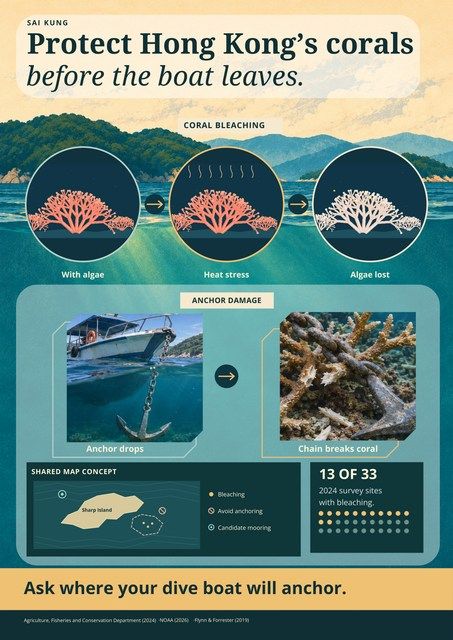 SAI KUNG
Protect Hong Kong's corals
before the boat leaves.
CORAL BLEACHING
With algae
Heat stress
Algae lost
ANCHOR DAMAGE
Anchor drops
Chain breaks coral
SHARED MAP CONCEPT
Sharp Island
Bleaching
Avoid anchoring
Candidate mooring
13 OF 33
2024 survey sites
with bleaching.
Ask where your dive boat will anchor.
Agriculture, Fisheries and Conservation Department (2024) · NOAA (2026) · Flynn & Forrester (2019)